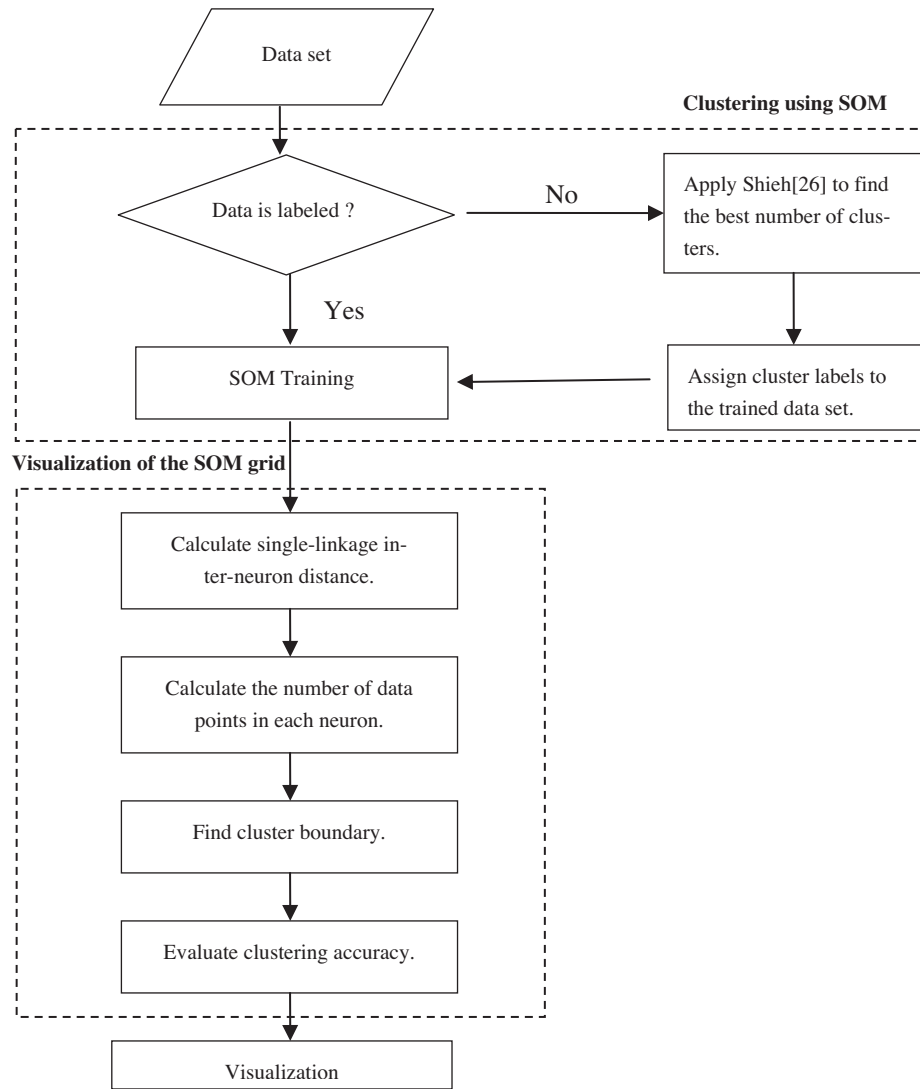 Data set
Clustering using SOM
Data is labeled ?
No
Apply Shieh[26] to find
the best number of clus-
ters.
Yes
SOM Training
Assign cluster labels to
the trained data set.
Visualization of the SOM grid
Calculate single-linkage in-
ter-neuron distance.
Calculate the number of data
points in each neuron.
Find cluster boundary.
Evaluate clustering accuracy.
Visualization